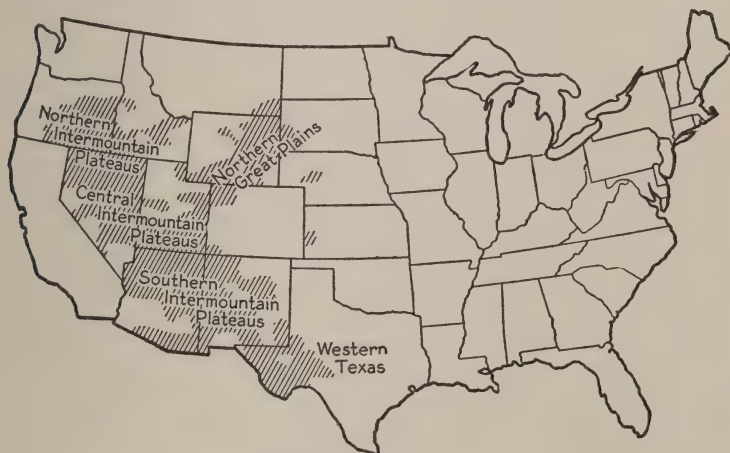 Northern
Intermountain
Plateaus
Northern
Great Plains
Central
Intermountain
Plateaus
Southern
Intermountain
Plateaus
Western
Texas